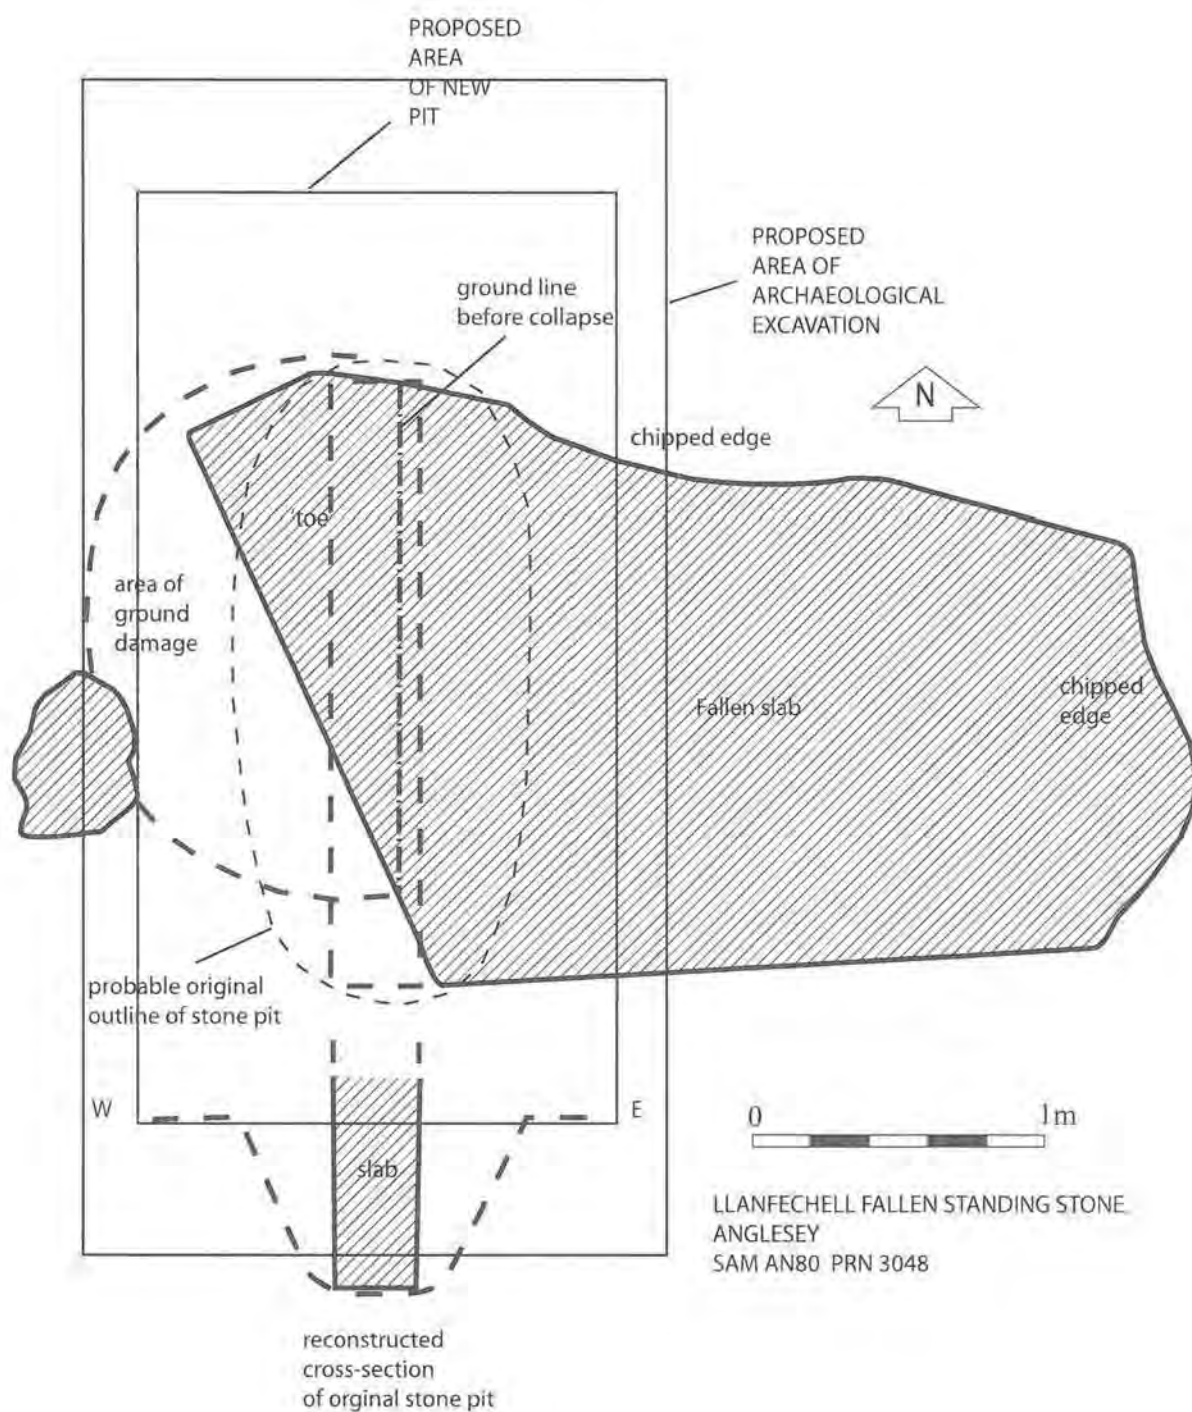 PROPOSED
AREA
OF NEW
PIT
PROPOSED
AREA OF
ARCHAEOLOGICAL
EXCAVATION
ground line
before collapse
N
chipped edge
'toe
area of
ground
damage
Fallen slab
chipped
edge
probable original
outline of stone pit
W
E
slab
0
1m
LLANFECHELL FALLEN STANDING STONE
ANGLESEY
SAM AN80 PRN 3048
reconstructed
cross-section
of orginal stone pit